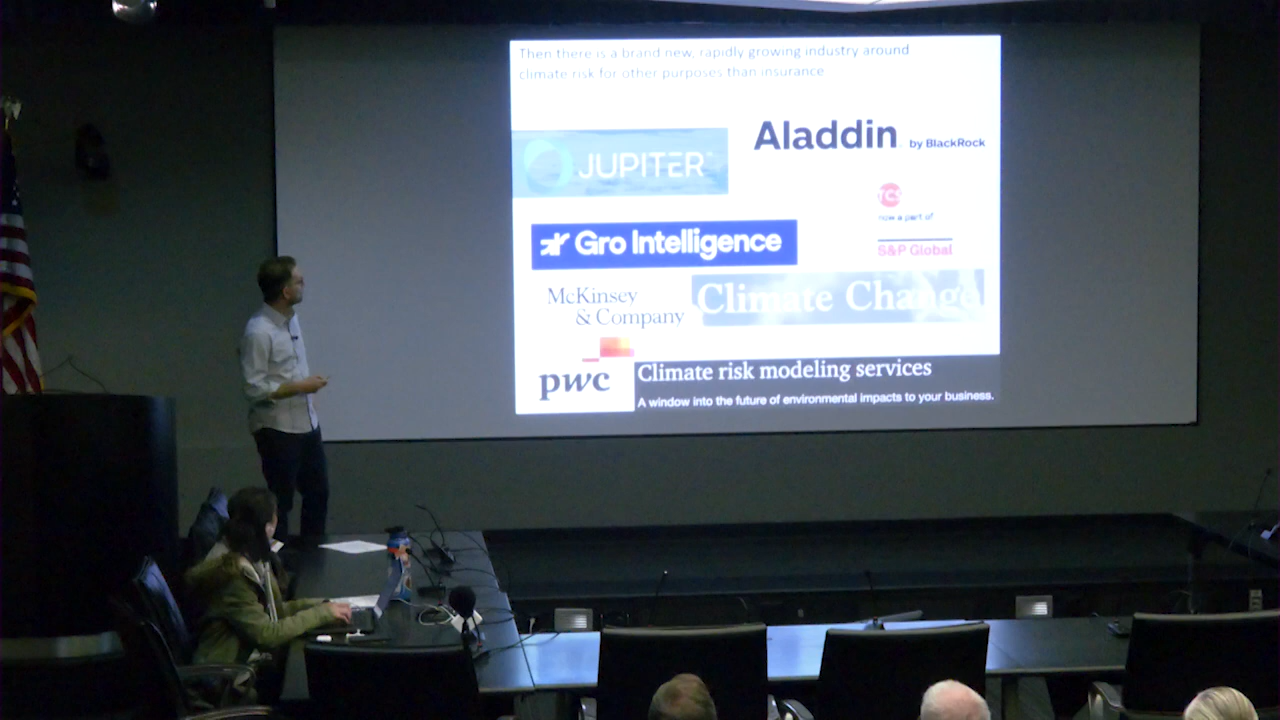 Then there is a brand new, rapidly growing industry around
climate risk for other purposes than insurance
JUPITER
Aladdin by BlackRock
TCS
now a part of
S&P Global
Gro Intelligence
McKinsey
& Company
Climate Change
pwc
Climate risk modeling services
A window into the future of environmental impacts to your business.